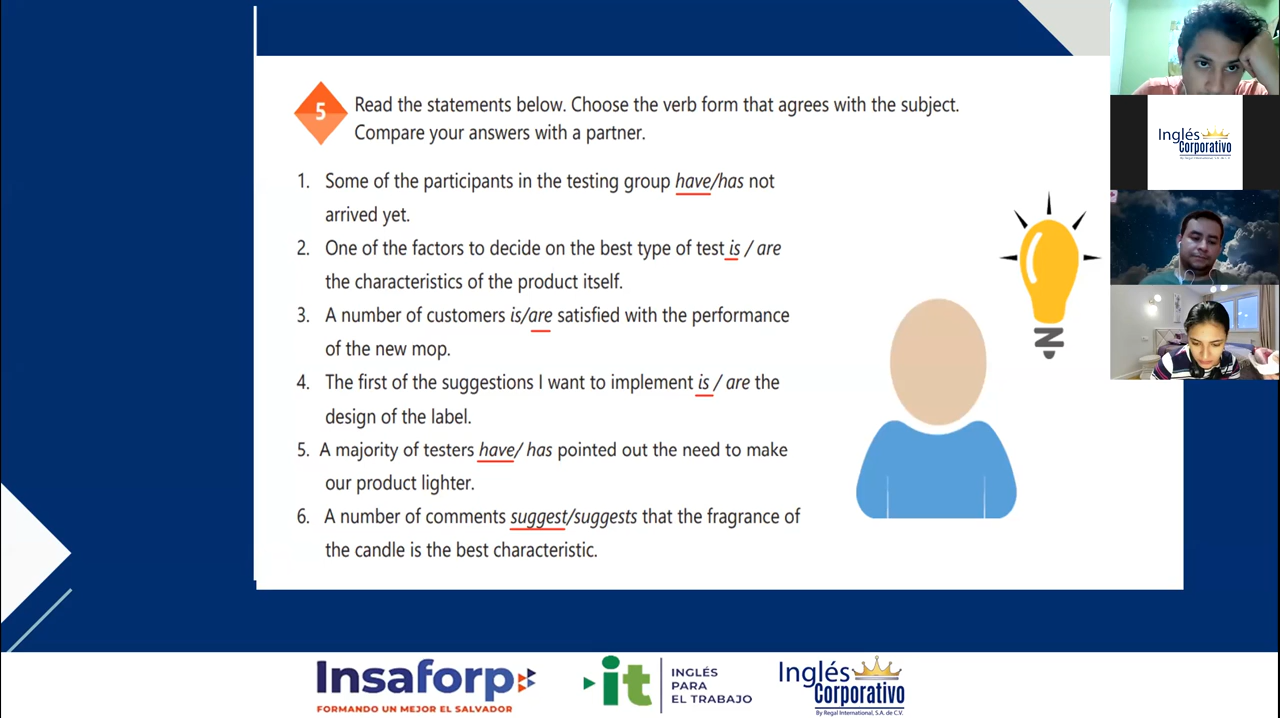 5
Read the statements below. Choose the verb form that agrees with the subject.
Compare your answers with a partner.
1. Some of the participants in the testing group have/has not
arrived yet.
2. One of the factors to decide on the best type of test is / are
the characteristics of the product itself.
3. A number of customers is/are satisfied with the performance
of the new mop.
4. The first of the suggestions I want to implement is / are the
design of the label.
5. A majority of testers have/ has pointed out the need to make
our product lighter.
6. A number of comments suggest/suggests that the fragrance of
the candle is the best characteristic.
Inglés
Corporativo
By Regal International, S.A. de C.V.
Insaforp
FORMANDO UN MEJOR EL SALVADOR
it
INGLÉS
PARA
EL TRABAJO
Inglés
Corporativo
By Regal International, S.A. de C.V.